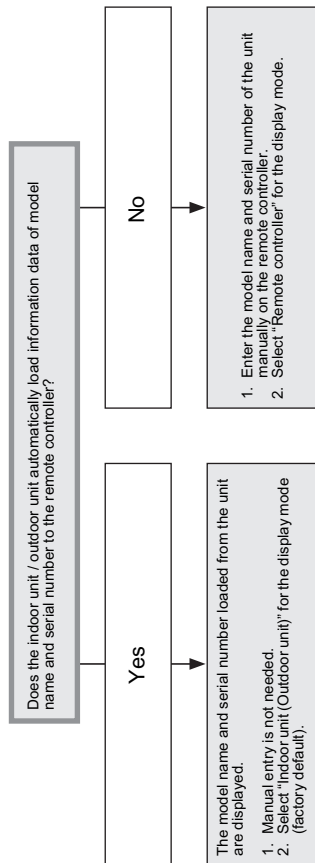 Does the indoor unit / outdoor unit automatically load information data of model
name and serial number to the remote controller?
Yes
The model name and serial number loaded from the unit
are displayed.
1. Manual entry is not needed.
2. Select “Indoor unit (Outdoor unit)” for the display mode
(factory default).
No
1. Enter the model name and serial number of the unit
manually on the remote controller.
2. Select “Remote controller” for the display mode.